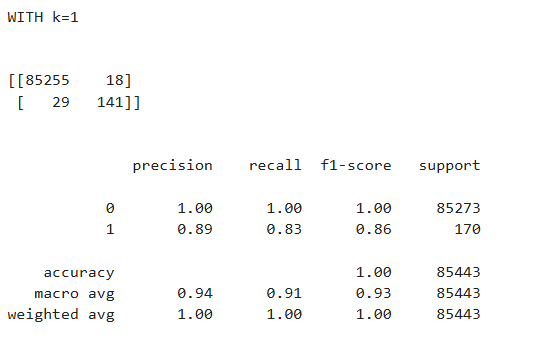 WITH k=1
[[85255    18]
 [   29   141]]
              precision    recall  f1-score   support
           0       1.00      1.00      1.00     85273
           1       0.89      0.83      0.86       170
    accuracy                           1.00     85443
   macro avg       0.94      0.91      0.93     85443
weighted avg       1.00      1.00      1.00     85443